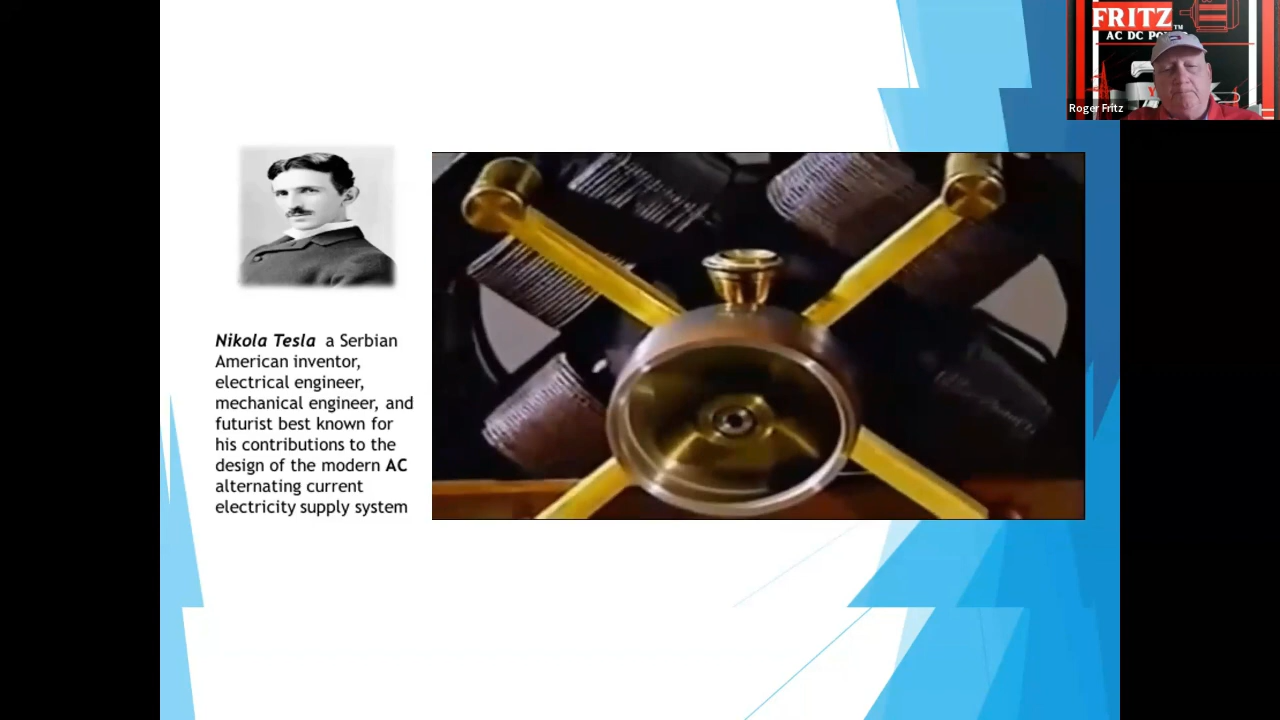 FRITZ™
AC DC PO
Roger Fritz
Nikola Tesla a Serbian
American inventor,
electrical engineer,
mechanical engineer, and
futurist best known for
his contributions to the
design of the modern AC
alternating current
electricity supply system